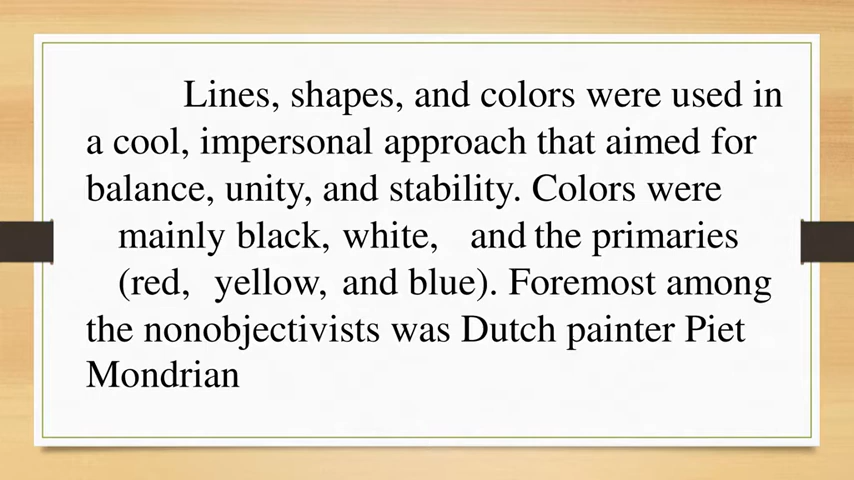 Lines, shapes, and colors were used in
a cool, impersonal approach that aimed for
balance, unity, and stability. Colors were
mainly black, white, and the primaries
(red, yellow, and blue). Foremost among
the nonobjectivists was Dutch painter Piet
Mondrian